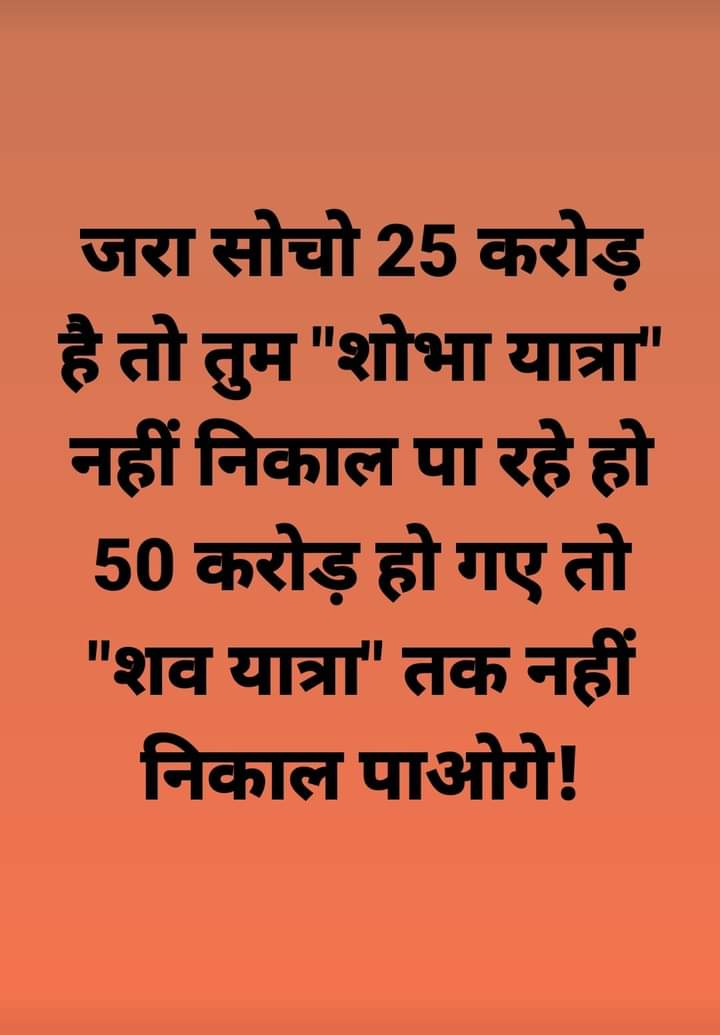 जरा सोचो 25 करोड़
है तो तुम "शोभा यात्रा"
नहीं निकाल पा रहे हो
50 करोड़ हो गए तो
"शव यात्रा" तक नहीं
निकाल पाओगे!